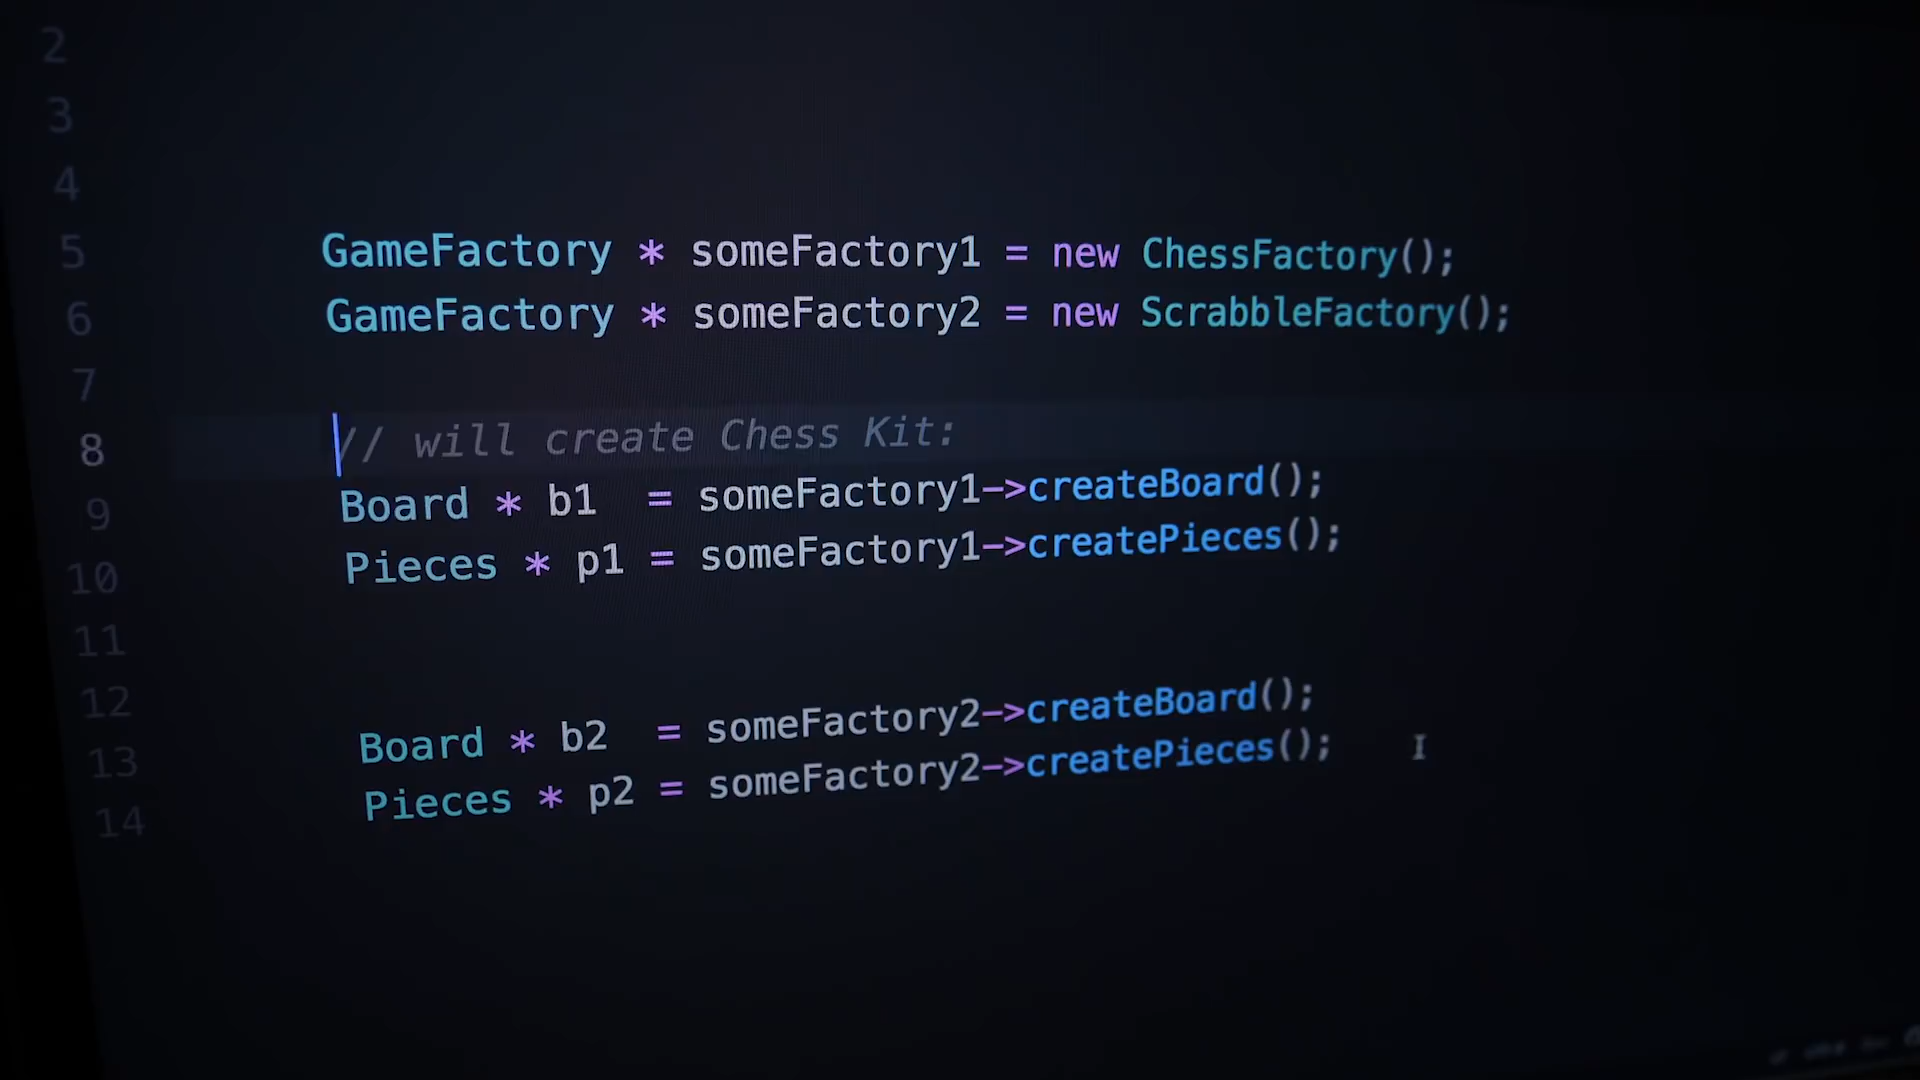 2
3
4
5 GameFactory * someFactory1 = new ChessFactory();
6 GameFactory * someFactory2 = new ScrabbleFactory();
7
8 // will create Chess Kit:
9 Board * b1  = someFactory1->createBoard();
10 Pieces * p1 = someFactory1->createPieces();
11
12
13 Board * b2  = someFactory2->createBoard();
14 Pieces * p2 = someFactory2->createPieces();